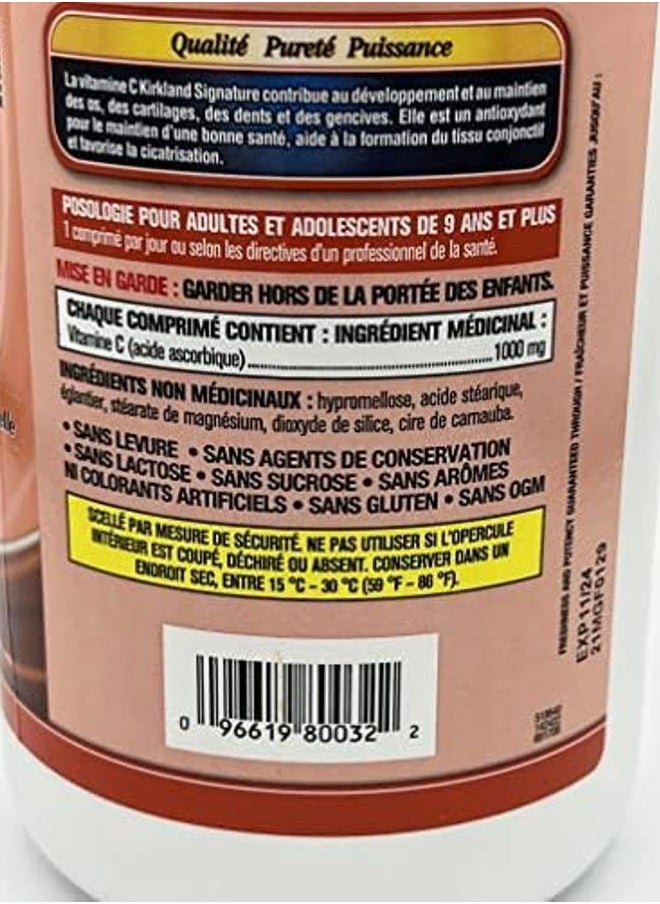 Qualité Pureté Puissance
La vitamine C Kirkland Signature contribue au développement et au maintien
des os, des cartilages, des dents et des gencives. Elle est un antioxydant
pour le maintien d'une bonne santé, aide à la formation du tissu conjonctif
et favorise la cicatrisation.
POSOLOGIE POUR ADULTES ET ADOLESCENTS DE 9 ANS ET PLUS
1 comprimé par jour ou selon les directives d'un professionnel de la santé.
MISE EN GARDE : GARDER HORS DE LA PORTÉE DES ENFANTS.
CHAQUE COMPRIMÉ CONTIENT : INGRÉDIENT MÉDICINAL :
Vitamine C (acide ascorbique)........................................1000 mg
INGRÉDIENTS NON MÉDICINAUX : hypromellose, acide stéarique,
églantier, stéarate de magnésium, dioxyde de silice, cire de carnauba.
• SANS LEVURE • SANS AGENTS DE CONSERVATION
• SANS LACTOSE • SANS SUCROSE • SANS ARÔMES
NI COLORANTS ARTIFICIELS • SANS GLUTEN • SANS OGM
SCELLÉ PAR MESURE DE SÉCURITÉ. NE PAS UTILISER SI L'OPERCULE
INTÉRIEUR EST COUPÉ, DÉCHIRÉ OU ABSENT. CONSERVER DANS UN
ENDROIT SEC, ENTRE 15 °C – 30 °C (59 °F – 86 °F).
0 96619 80032 2
FRESHNESS AND POTENCY GUARANTEED THROUGH / FRAÎCHEUR ET PUISSANCE GARANTIES JUSQU'AU :
EXP 11/24
21MGF0129